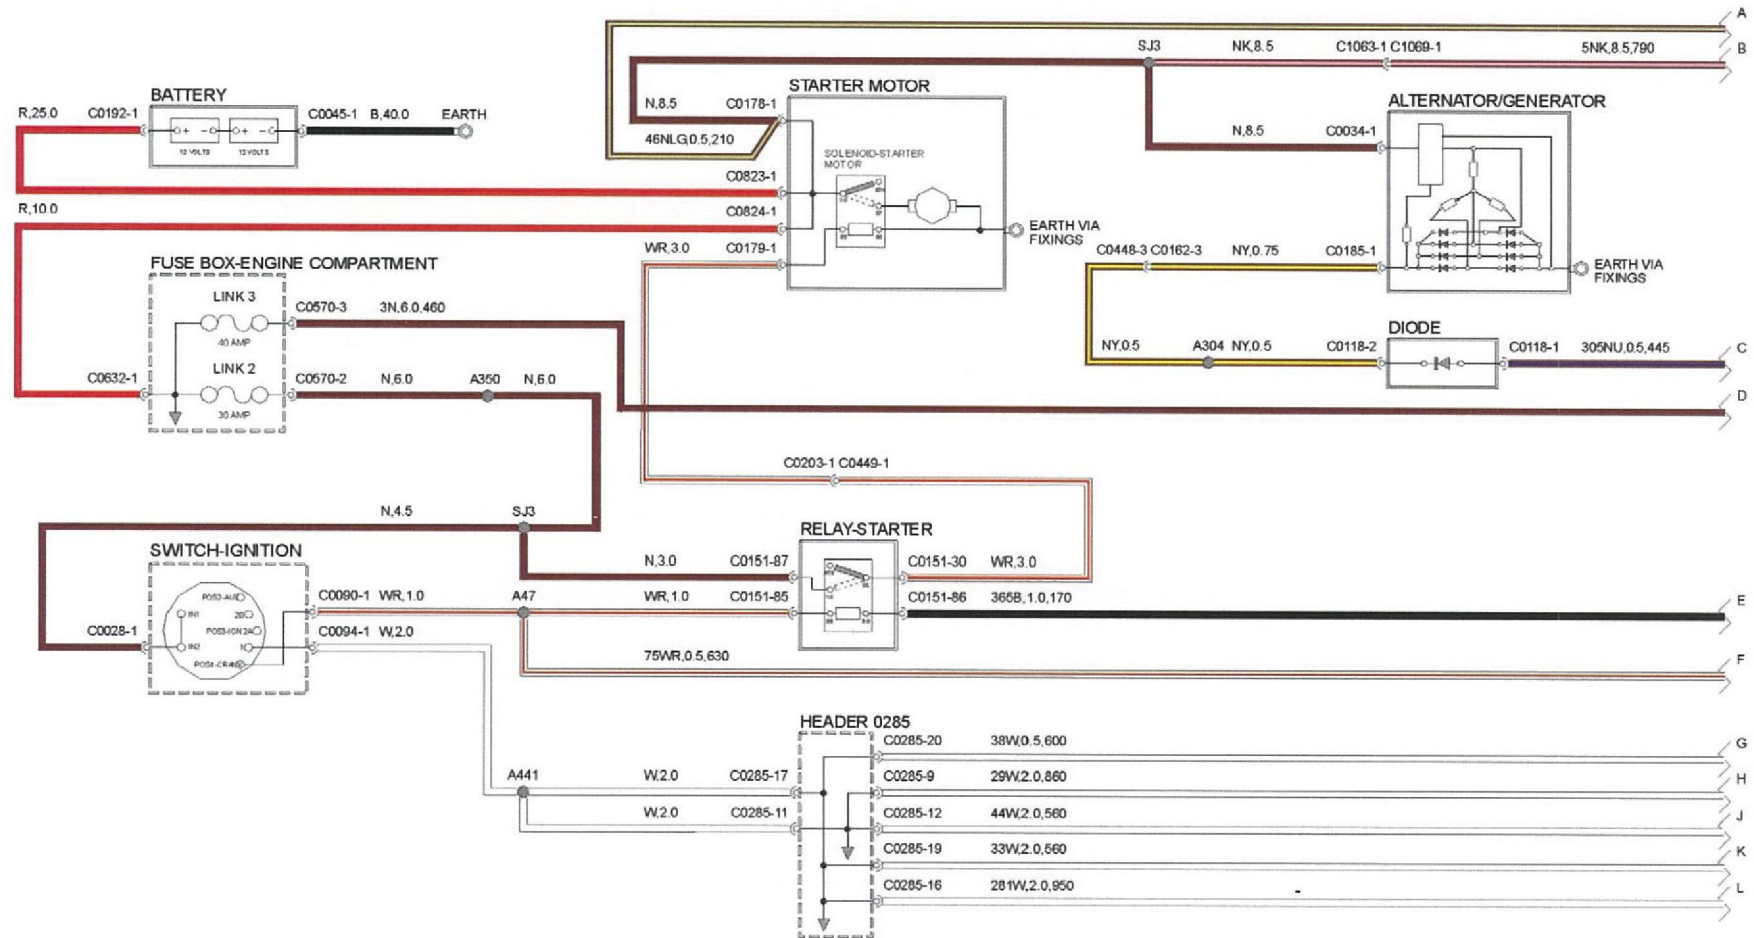 A
SJ3 NK,8.5 C1063-1 C1069-1 5NK,8.5,790 B
BATTERY STARTER MOTOR ALTERNATOR/GENERATOR
R,25.0 C0192-1 C0045-1 B,40.0 EARTH N,8.5 C0178-1
12 VOLTS 12 VOLTS
46NLG,0.5,210
N,8.5 C0034-1
SOLENOID-STARTER
MOTOR
C0823-1
R,10.0 C0824-1
WR,3.0 C0179-1
EARTH VIA
FIXINGS
C0448-3 C0162-3 NY,0.75 C0185-1
EARTH VIA
FIXINGS
FUSE BOX-ENGINE COMPARTMENT
LINK 3
C0570-3 3N,6.0,460
40 AMP
DIODE
NY,0.5 A304 NY,0.5 C0118-2 C0118-1 305NU,0.5,445 C
LINK 2
C0632-1 C0570-2 N,6.0 A350 N,6.0
30 AMP
D
C0203-1 C0449-1
N,4.5 SJ3
RELAY-STARTER
SWITCH-IGNITION
N,3.0 C0151-87 C0151-30 WR,3.0
C0090-1 WR,1.0 A47 WR,1.0 C0151-85 C0151-86 365B,1.0,170 E
IN1
C0028-1 IN2 1 C0094-1 W,2.0
75WR,0.5,630 F
HEADER 0285
C0285-20 38W,0.5,600 G
A441 W,2.0 C0285-17 C0285-9 29W,2.0,860 H
W,2.0 C0285-11 C0285-12 44W,2.0,560 J
C0285-19 33W,2.0,560 K
C0285-16 281W,2.0,950 L